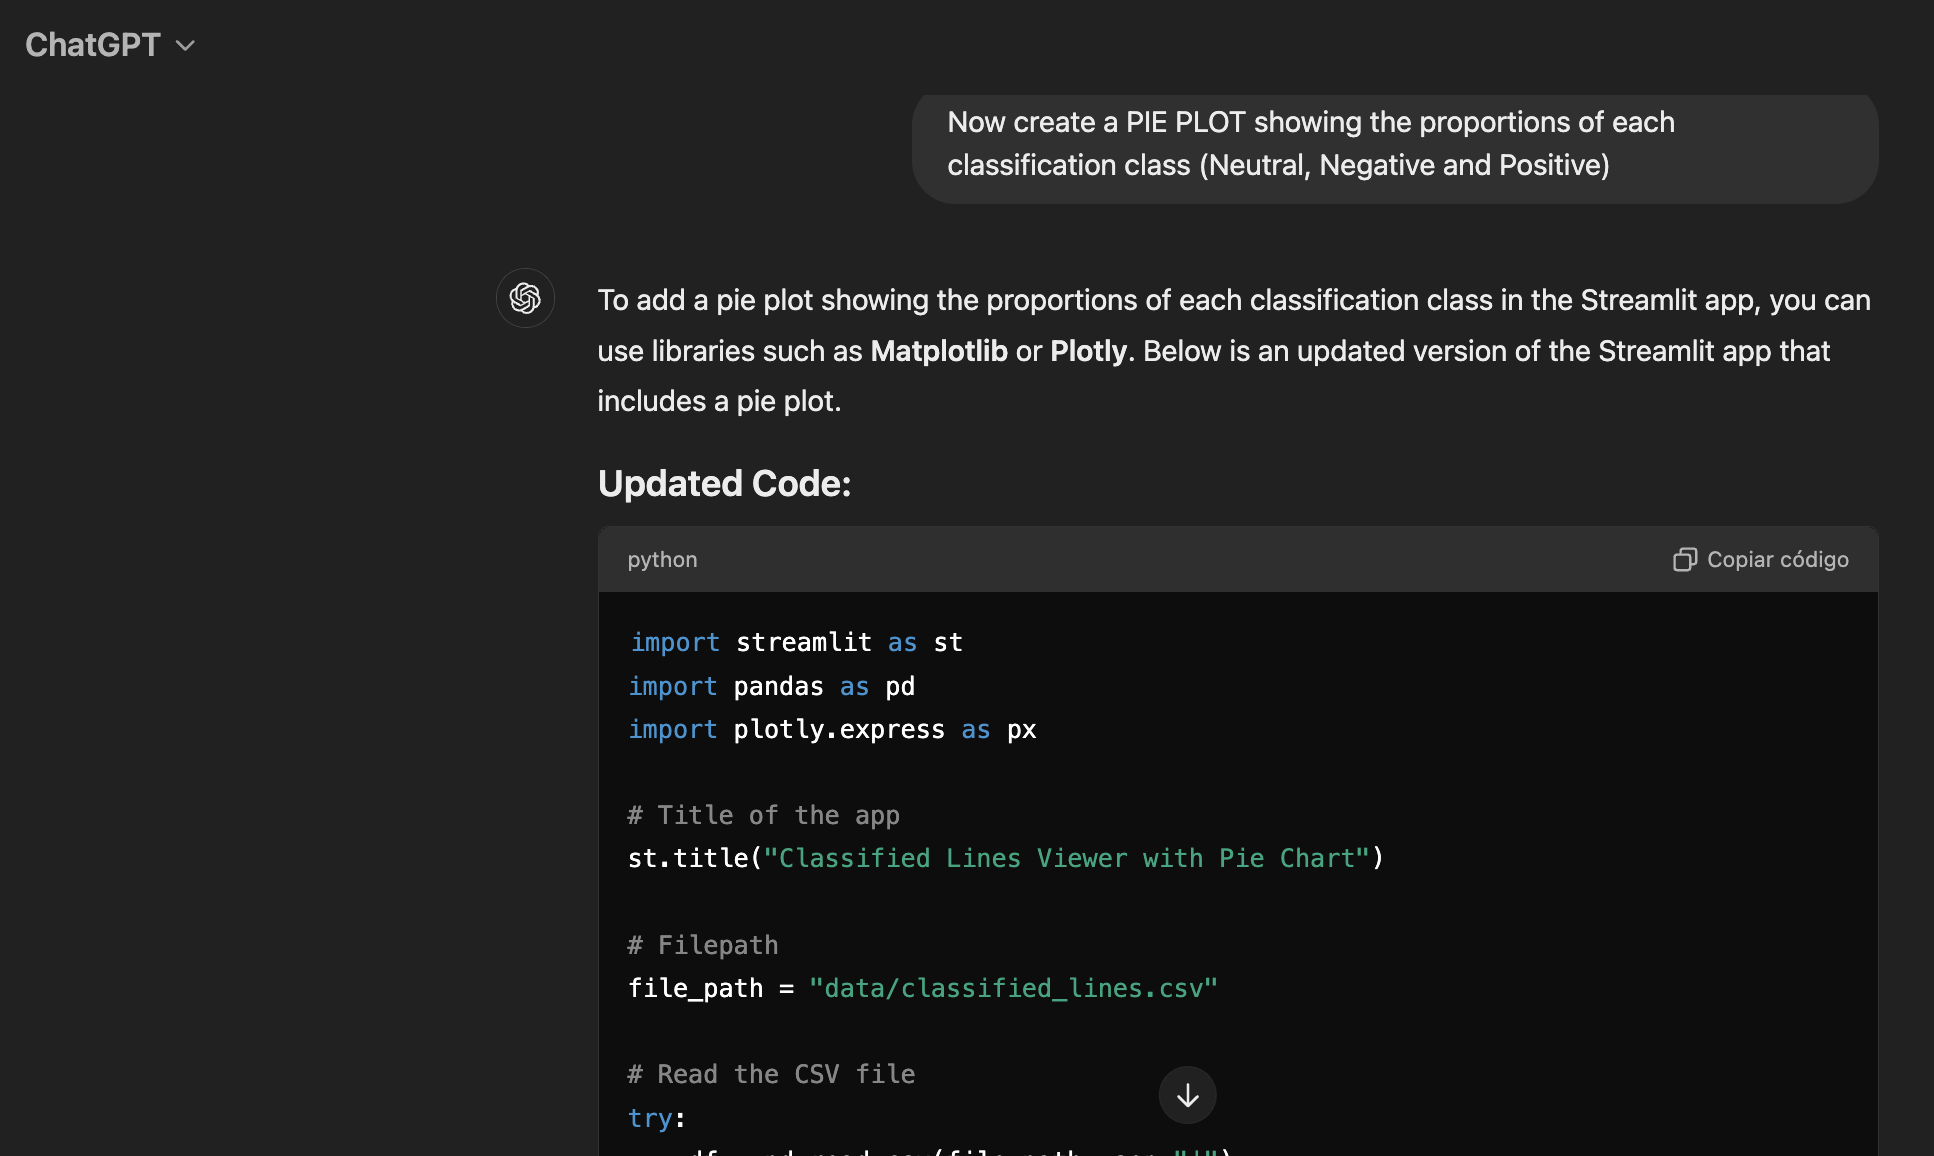 ChatGPT
Now create a PIE PLOT showing the proportions of each
classification class (Neutral, Negative and Positive)
To add a pie plot showing the proportions of each classification class in the Streamlit app, you can
use libraries such as Matplotlib or Plotly. Below is an updated version of the Streamlit app that
includes a pie plot.
Updated Code:
python
Copiar código
import streamlit as st
import pandas as pd
import plotly.express as px
# Title of the app
st.title("Classified Lines Viewer with Pie Chart")
# Filepath
file_path = "data/classified_lines.csv"
# Read the CSV file
try: